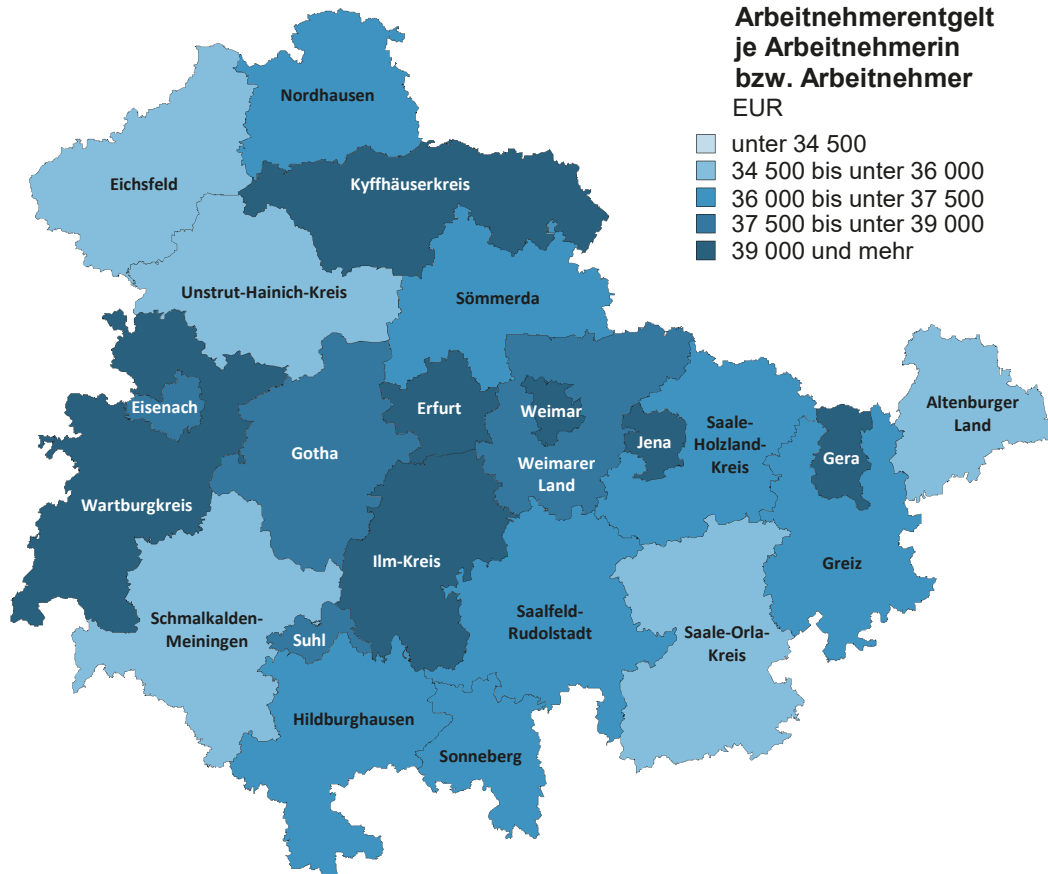 Arbeitnehmerentgelt
je Arbeitnehmerin
bzw. Arbeitnehmer
EUR
unter 34 500
34 500 bis unter 36 000
36 000 bis unter 37 500
37 500 bis unter 39 000
39 000 und mehr
Nordhausen
Eichsfeld
Kyffhäuserkreis
Unstrut-Hainich-Kreis
Sömmerda
Eisenach
Erfurt
Weimar
Altenburger
Land
Saale-
Holzland-
Kreis
Jena
Gotha
Weimarer
Land
Gera
Wartburgkreis
Ilm-Kreis
Greiz
Schmalkalden-
Meiningen
Saalfeld-
Rudolstadt
Suhl
Saale-Orla-
Kreis
Hildburghausen
Sonneberg